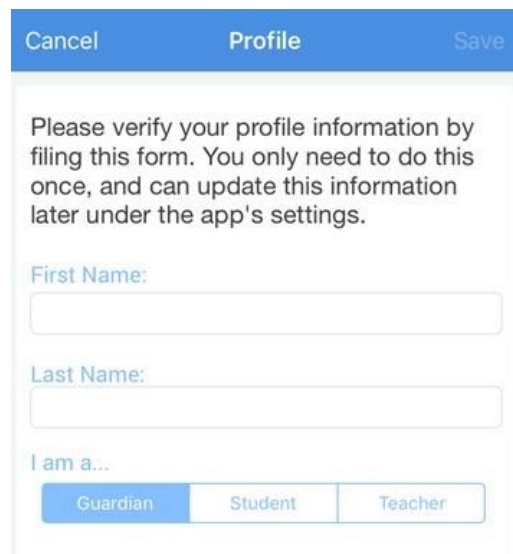 Cancel Profile Save
Please verify your profile information by
filing this form. You only need to do this
once, and can update this information
later under the app's settings.
First Name:
Last Name:
I am a...
Guardian Student Teacher